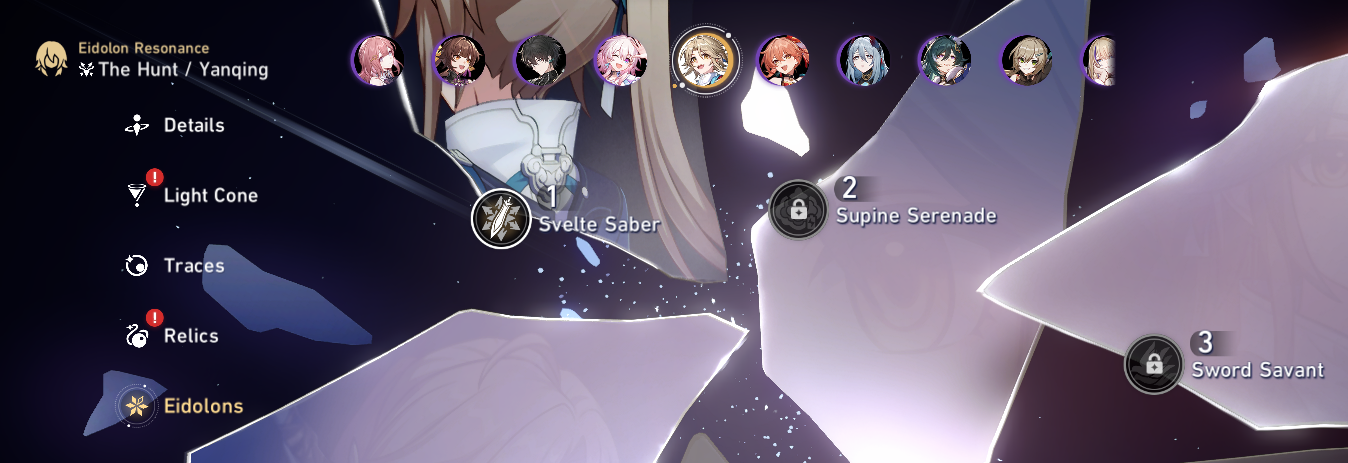 Eidolon Resonance
The Hunt / Yanqing
Details
Light Cone
Traces
Relics
Eidolons
1
Svelte Saber
2
Supine Serenade
3
Sword Savant